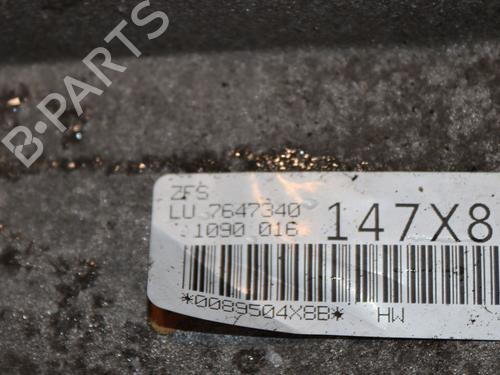 B-PARTS
ZFS
LU 7647340
1090 016
147X8
*0089504X8B* HW